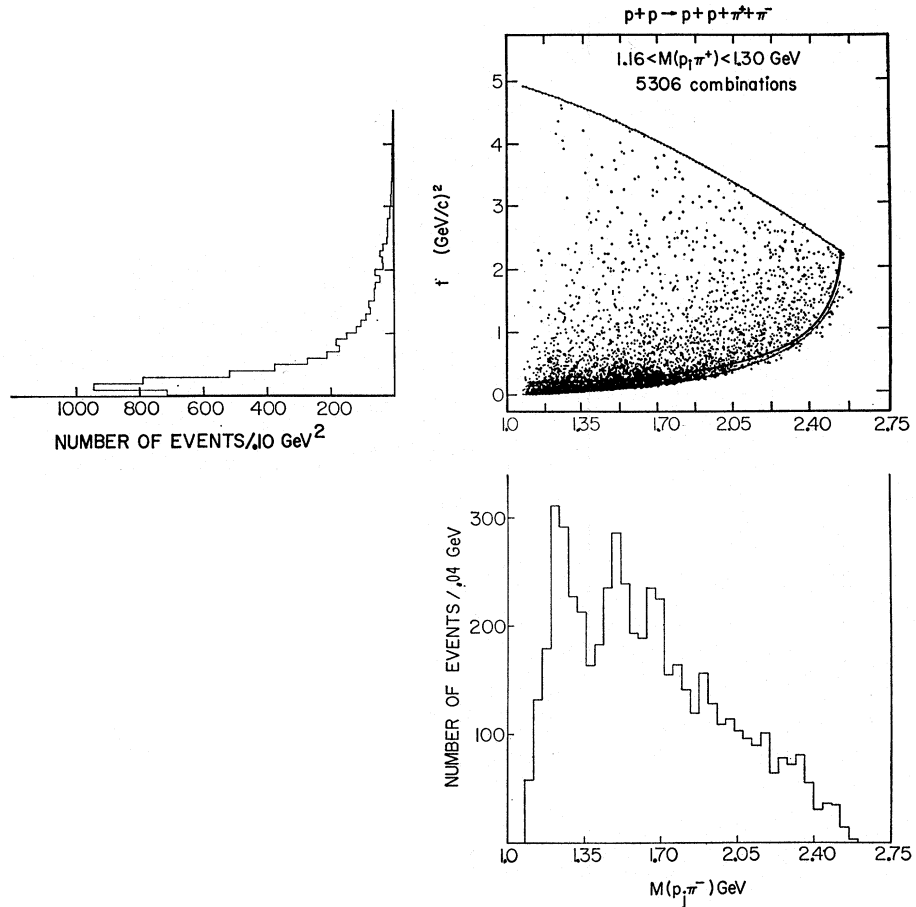 p+p → p+p+π⁺+π⁻
1.16<M(pᵢπ⁺)<1.30 GeV
5306 combinations
5
4
3
2
1
0
t (GeV/c)²
1.0 1.35 1.70 2.05 2.40 2.75
1000 800 600 400 200
NUMBER OF EVENTS/.10 GeV²
300
200
100
NUMBER OF EVENTS / .04 GeV
1.0 1.35 1.70 2.05 2.40 2.75
M(pⱼπ⁻) GeV